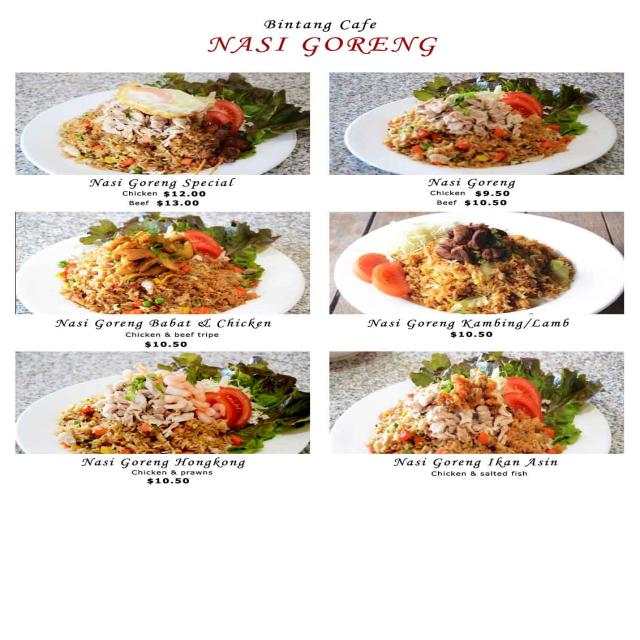 Bintang Cafe
NASI GORENG
Nasi Goreng Special
Chicken $12.00
Beef $13.00
Nasi Goreng
Chicken $9.50
Beef $10.50
Nasi Goreng Babat & Chicken
Chicken & beef tripe
$10.50
Nasi Goreng Kambing/Lamb
$10.50
Nasi Goreng Hongkong
Chicken & prawns
$10.50
Nasi Goreng Ikan Asin
Chicken & salted fish